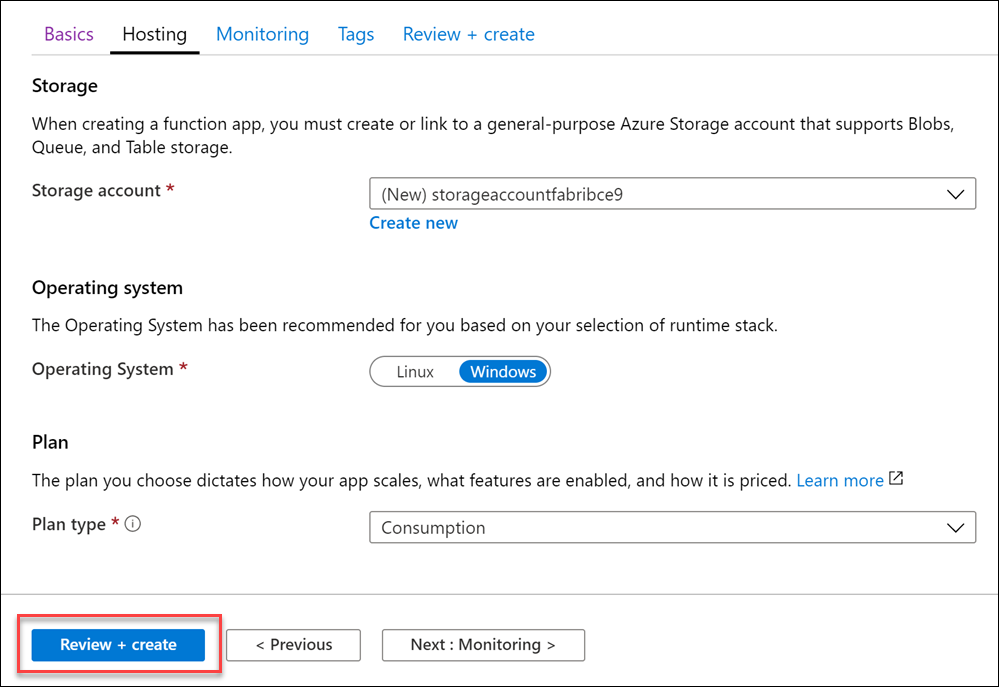 Basics Hosting Monitoring Tags Review + create
Storage
When creating a function app, you must create or link to a general-purpose Azure Storage account that supports Blobs,
Queue, and Table storage.
Storage account * (New) storageaccountfabribce9
Create new
Operating system
The Operating System has been recommended for you based on your selection of runtime stack.
Operating System * Linux Windows
Plan
The plan you choose dictates how your app scales, what features are enabled, and how it is priced. Learn more
Plan type * Consumption
Review + create < Previous Next : Monitoring >